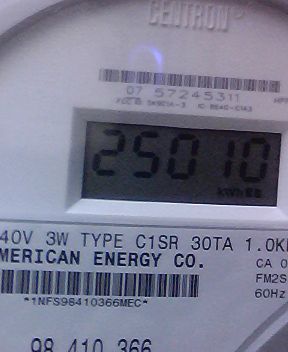 CENTRON
07 57245311
25010
kWh
40V 3W TYPE C1SR 30TA 1.0K
MERICAN ENERGY CO.
CA 0
FM2S
60Hz
*1NFS98410366MEC*
98 410 366